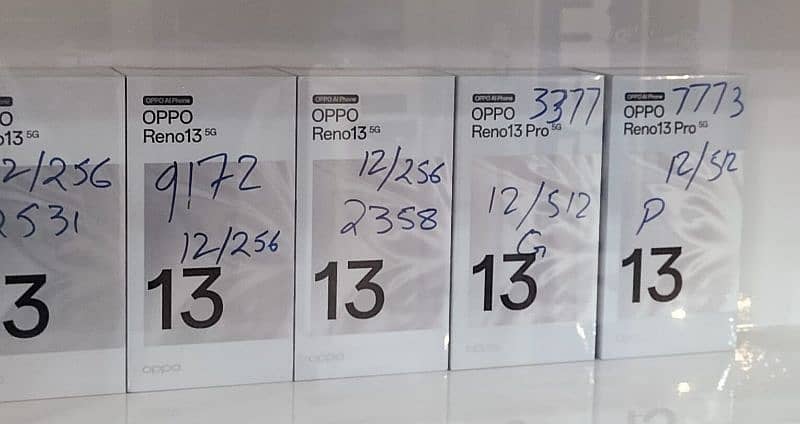 o13 5G
2/256
2531
3
OPPO AI Phone
OPPO
Reno13 5G
9172
12/256
13
oppo
OPPO AI Phone
OPPO
Reno13 5G
12/256
2358
13
oppo
OPPO AI Phone
OPPO 3377
Reno13 Pro 5G
12/512
G
13
OPPO AI Phone
OPPO 7773
Reno13 Pro 5G
12/512
P
13